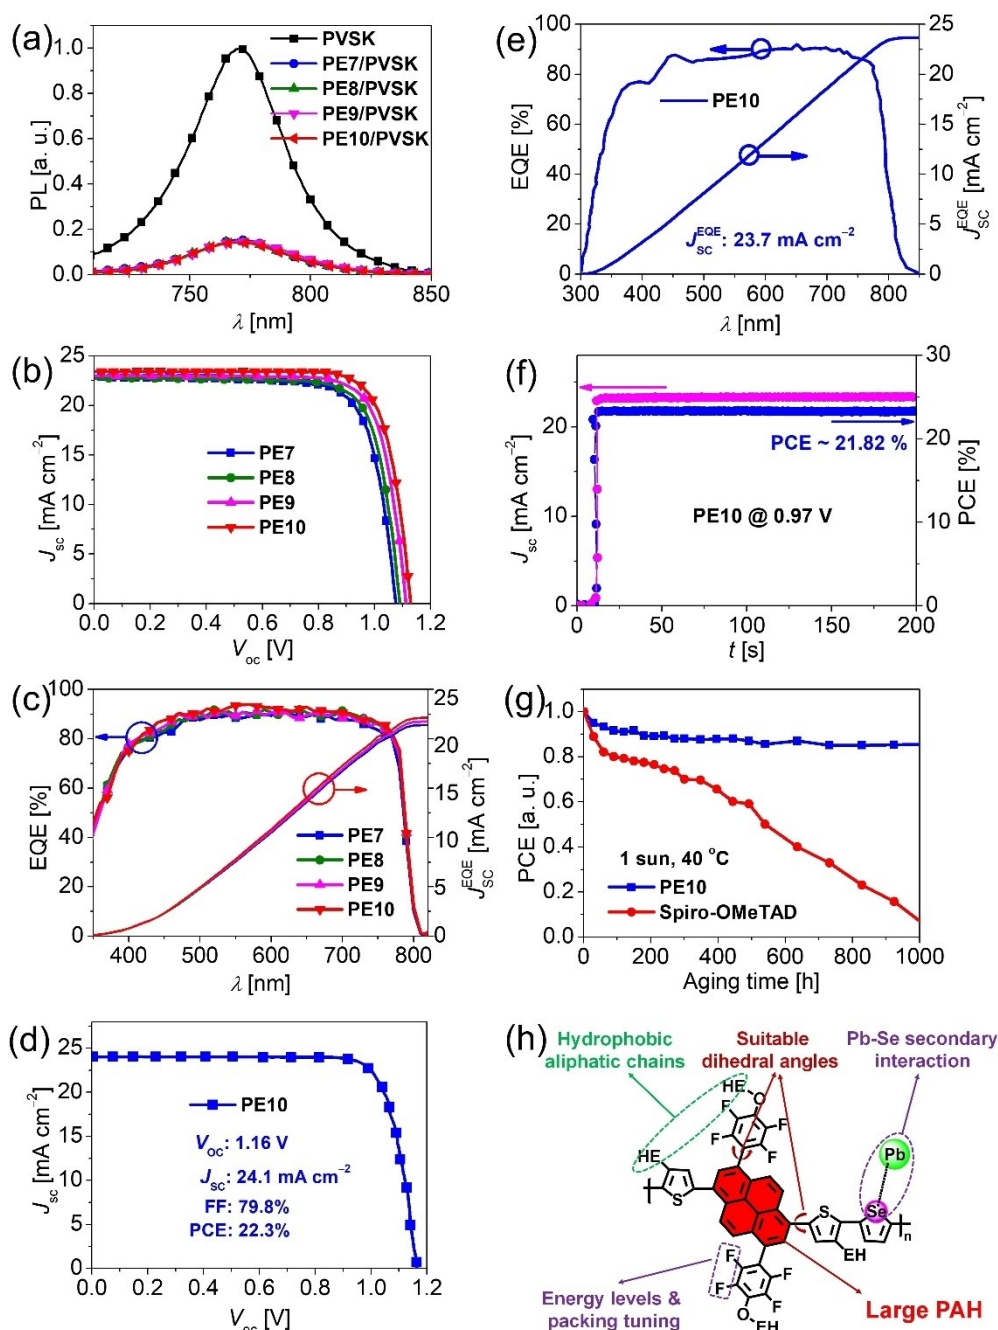 (a)
PVSK
PE7/PVSK
PE8/PVSK
PE9/PVSK
PE10/PVSK
1.0
0.8
0.6
0.4
0.2
0.0
PL [a. u.]
750 800 850
λ [nm]
(b)
25
20
15
10
5
0
Jsc [mA cm−2]
PE7
PE8
PE9
PE10
0.0 0.2 0.4 0.6 0.8 1.0 1.2
Voc [V]
(c)
100
80
60
40
20
0
EQE [%]
25
20
15
10
5
0
JSC EQE [mA cm−2]
PE7
PE8
PE9
PE10
400 500 600 700 800
λ [nm]
(d)
25
20
15
10
5
0
Jsc [mA cm−2]
PE10
VOC: 1.16 V
Jsc: 24.1 mA cm−2
FF: 79.8%
PCE: 22.3%
0.0 0.2 0.4 0.6 0.8 1.0 1.2
Voc [V]
(e)
100
80
60
40
20
0
EQE [%]
25
20
15
10
5
0
JSC EQE [mA cm−2]
PE10
JSC EQE: 23.7 mA cm−2
300 400 500 600 700 800
λ [nm]
(f)
20
15
10
5
0
Jsc [mA cm−2]
30
20
10
0
PCE [%]
PCE ~ 21.82 %
PE10 @ 0.97 V
0 50 100 150 200
t [s]
(g)
1.0
0.8
0.6
0.4
0.2
0.0
PCE [a. u.]
1 sun, 40 °C
PE10
Spiro-OMeTAD
0 200 400 600 800 1000
Aging time [h]
(h)
Hydrophobic
aliphatic chains
Suitable
dihedral angles
Pb-Se secondary
interaction
HE
O
F F
F F
HE
S
Pb
S
Se
n
EH
F F
F F
O
EH
Energy levels &
packing tuning
Large PAH